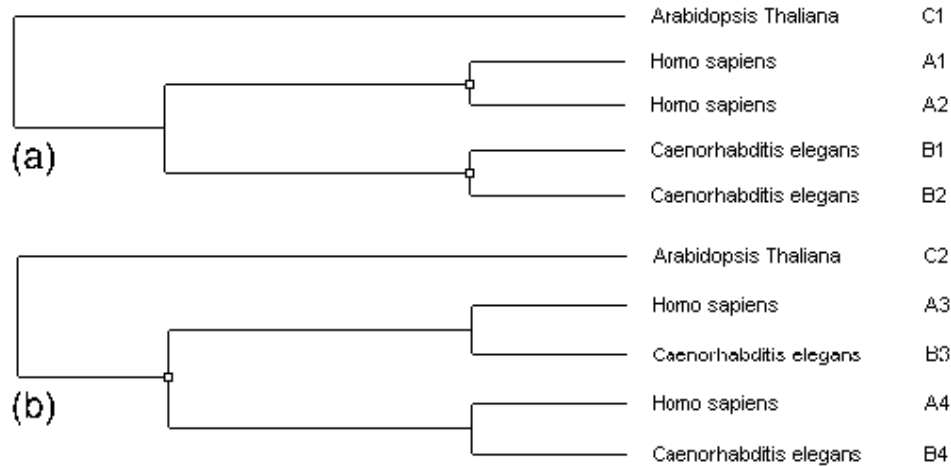 Arabidopsis Thaliana C1
Homo sapiens A1
Homo sapiens A2
(a)
Caenorhabditis elegans B1
Caenorhabditis elegans B2
Arabidopsis Thaliana C2
Homo sapiens A3
Caenorhabditis elegans B3
(b)
Homo sapiens A4
Caenorhabditis elegans B4